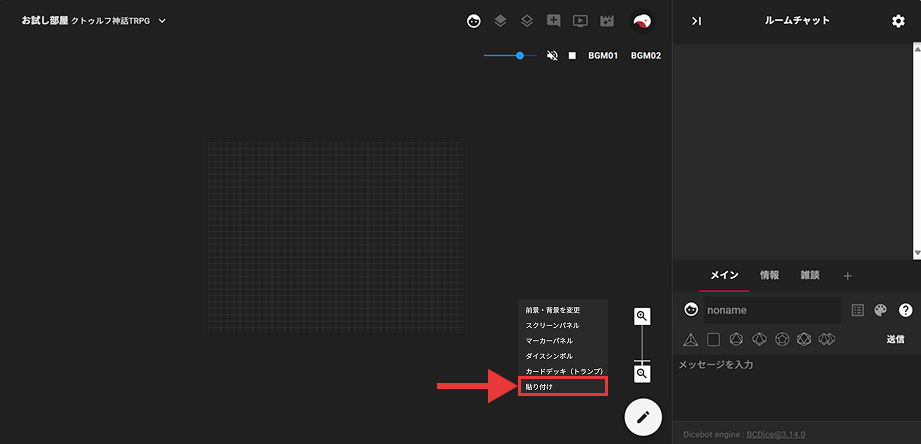 お試し部屋 クトゥルフ神話TRPG
BGM01 BGM02
前景・背景を変更
スクリーンパネル
マーカーパネル
ダイスシンボル
カードデッキ（トランプ）
貼り付け
ルームチャット
メイン 情報 雑談 +
noname
送信
メッセージを入力
Dicebot engine : BCDice@3.14.0